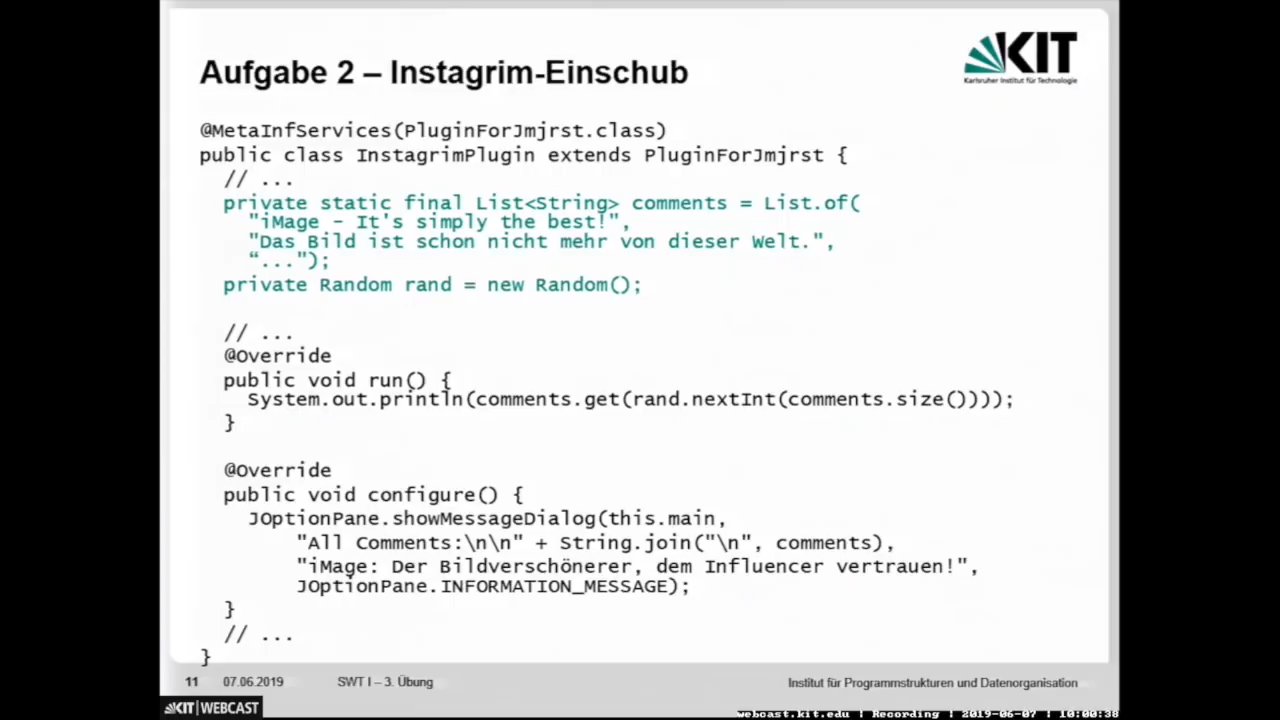 Aufgabe 2 – Instagrim-Einschub
KIT
Karlsruher Institut für Technologie
@MetaInfServices(PluginForJmjrst.class)
public class InstagrimPlugin extends PluginForJmjrst {
// ...
private static final List<String> comments = List.of(
"iMage - It's simply the best!",
"Das Bild ist schon nicht mehr von dieser Welt.",
“...");
private Random rand = new Random();
// ...
@Override
public void run() {
System.out.println(comments.get(rand.nextInt(comments.size())));
}
@Override
public void configure() {
JOptionPane.showMessageDialog(this.main,
"All Comments:\n\n" + String.join("\n", comments),
"iMage: Der Bildverschönerer, dem Influencer vertrauen!",
JOptionPane.INFORMATION_MESSAGE);
}
// ...
}
11 07.06.2019 SWT I – 3. Übung Institut für Programmstrukturen und Datenorganisation
KIT | WEBCAST
webcast.kit.edu | Recording | 2019-06-07 | 10:00:38